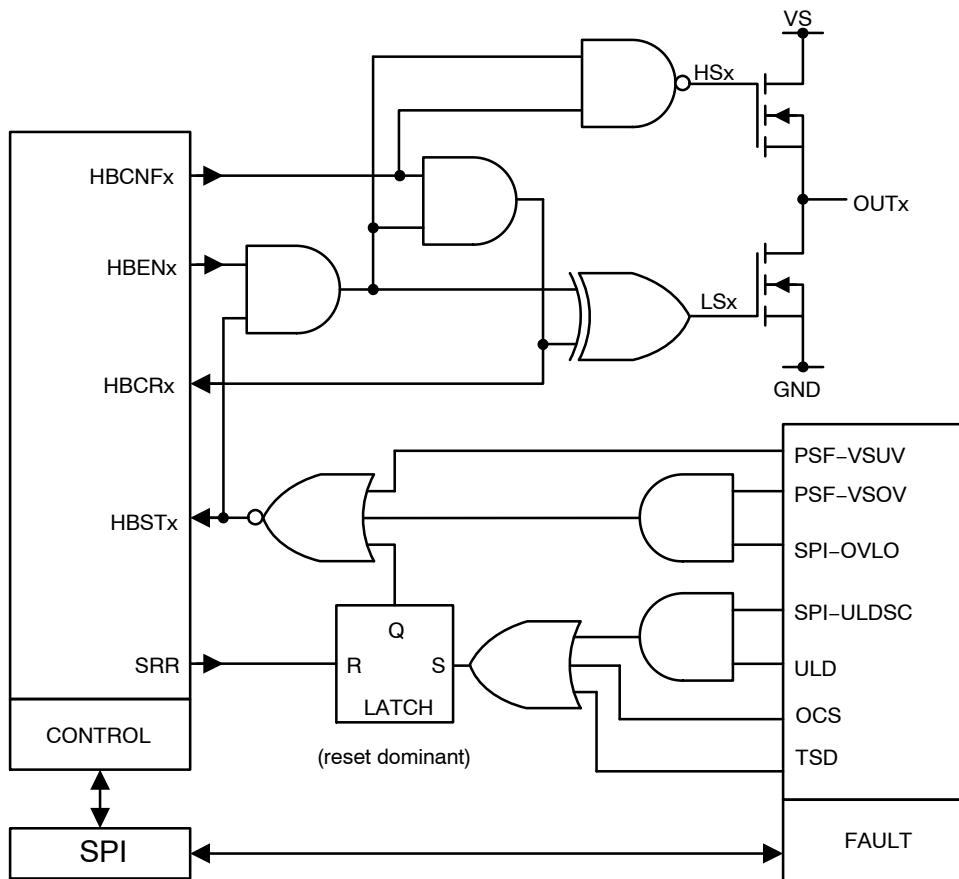 VS
HSx
HBCNFx
OUTx
HBENx
LSx
HBCRx
GND
PSF−VSUV
PSF−VSOV
HBSTx
SPI−OVLO
SPI−ULDSC
Q
SRR
R
S
ULD
LATCH
OCS
CONTROL
(reset dominant)
TSD
SPI
FAULT